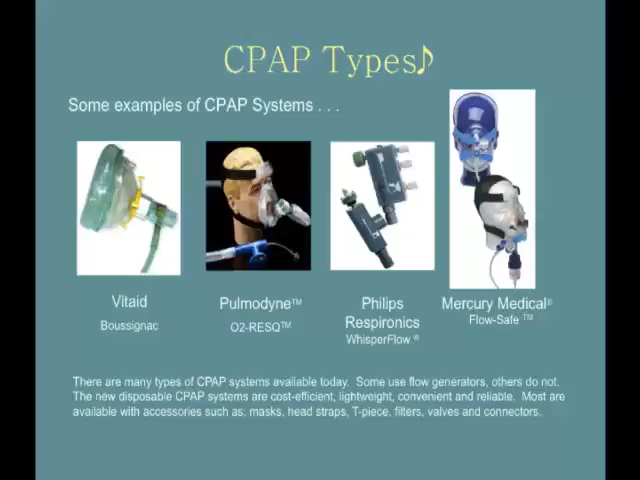 CPAP Types♪
Some examples of CPAP Systems . . .
Vitaid
Boussignac
Pulmodyne™
O2-RESQ™
Philips
Respironics
WhisperFlow ®
Mercury Medical®
Flow-Safe ™
There are many types of CPAP systems available today. Some use flow generators, others do not.
The new disposable CPAP systems are cost-efficient, lightweight, convenient and reliable. Most are
available with accessories such as; masks, head straps, T-piece, filters, valves and connectors.